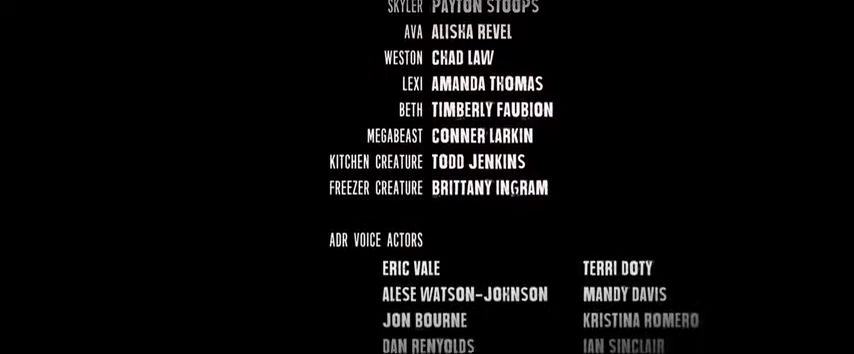 SKYLER PAYTON STOOPS
AVA ALISHA REVEL
WESTON CHAD LAW
LEXI AMANDA THOMAS
BETH TIMBERLY FAUBION
MEGABEAST CONNER LARKIN
KITCHEN CREATURE TODD JENKINS
FREEZER CREATURE BRITTANY INGRAM
ADR VOICE ACTORS
ERIC VALE TERRI DOTY
ALESE WATSON-JOHNSON MANDY DAVIS
JON BOURNE KRISTINA ROMERO
DAN RENYOLDS IAN SINCLAIR